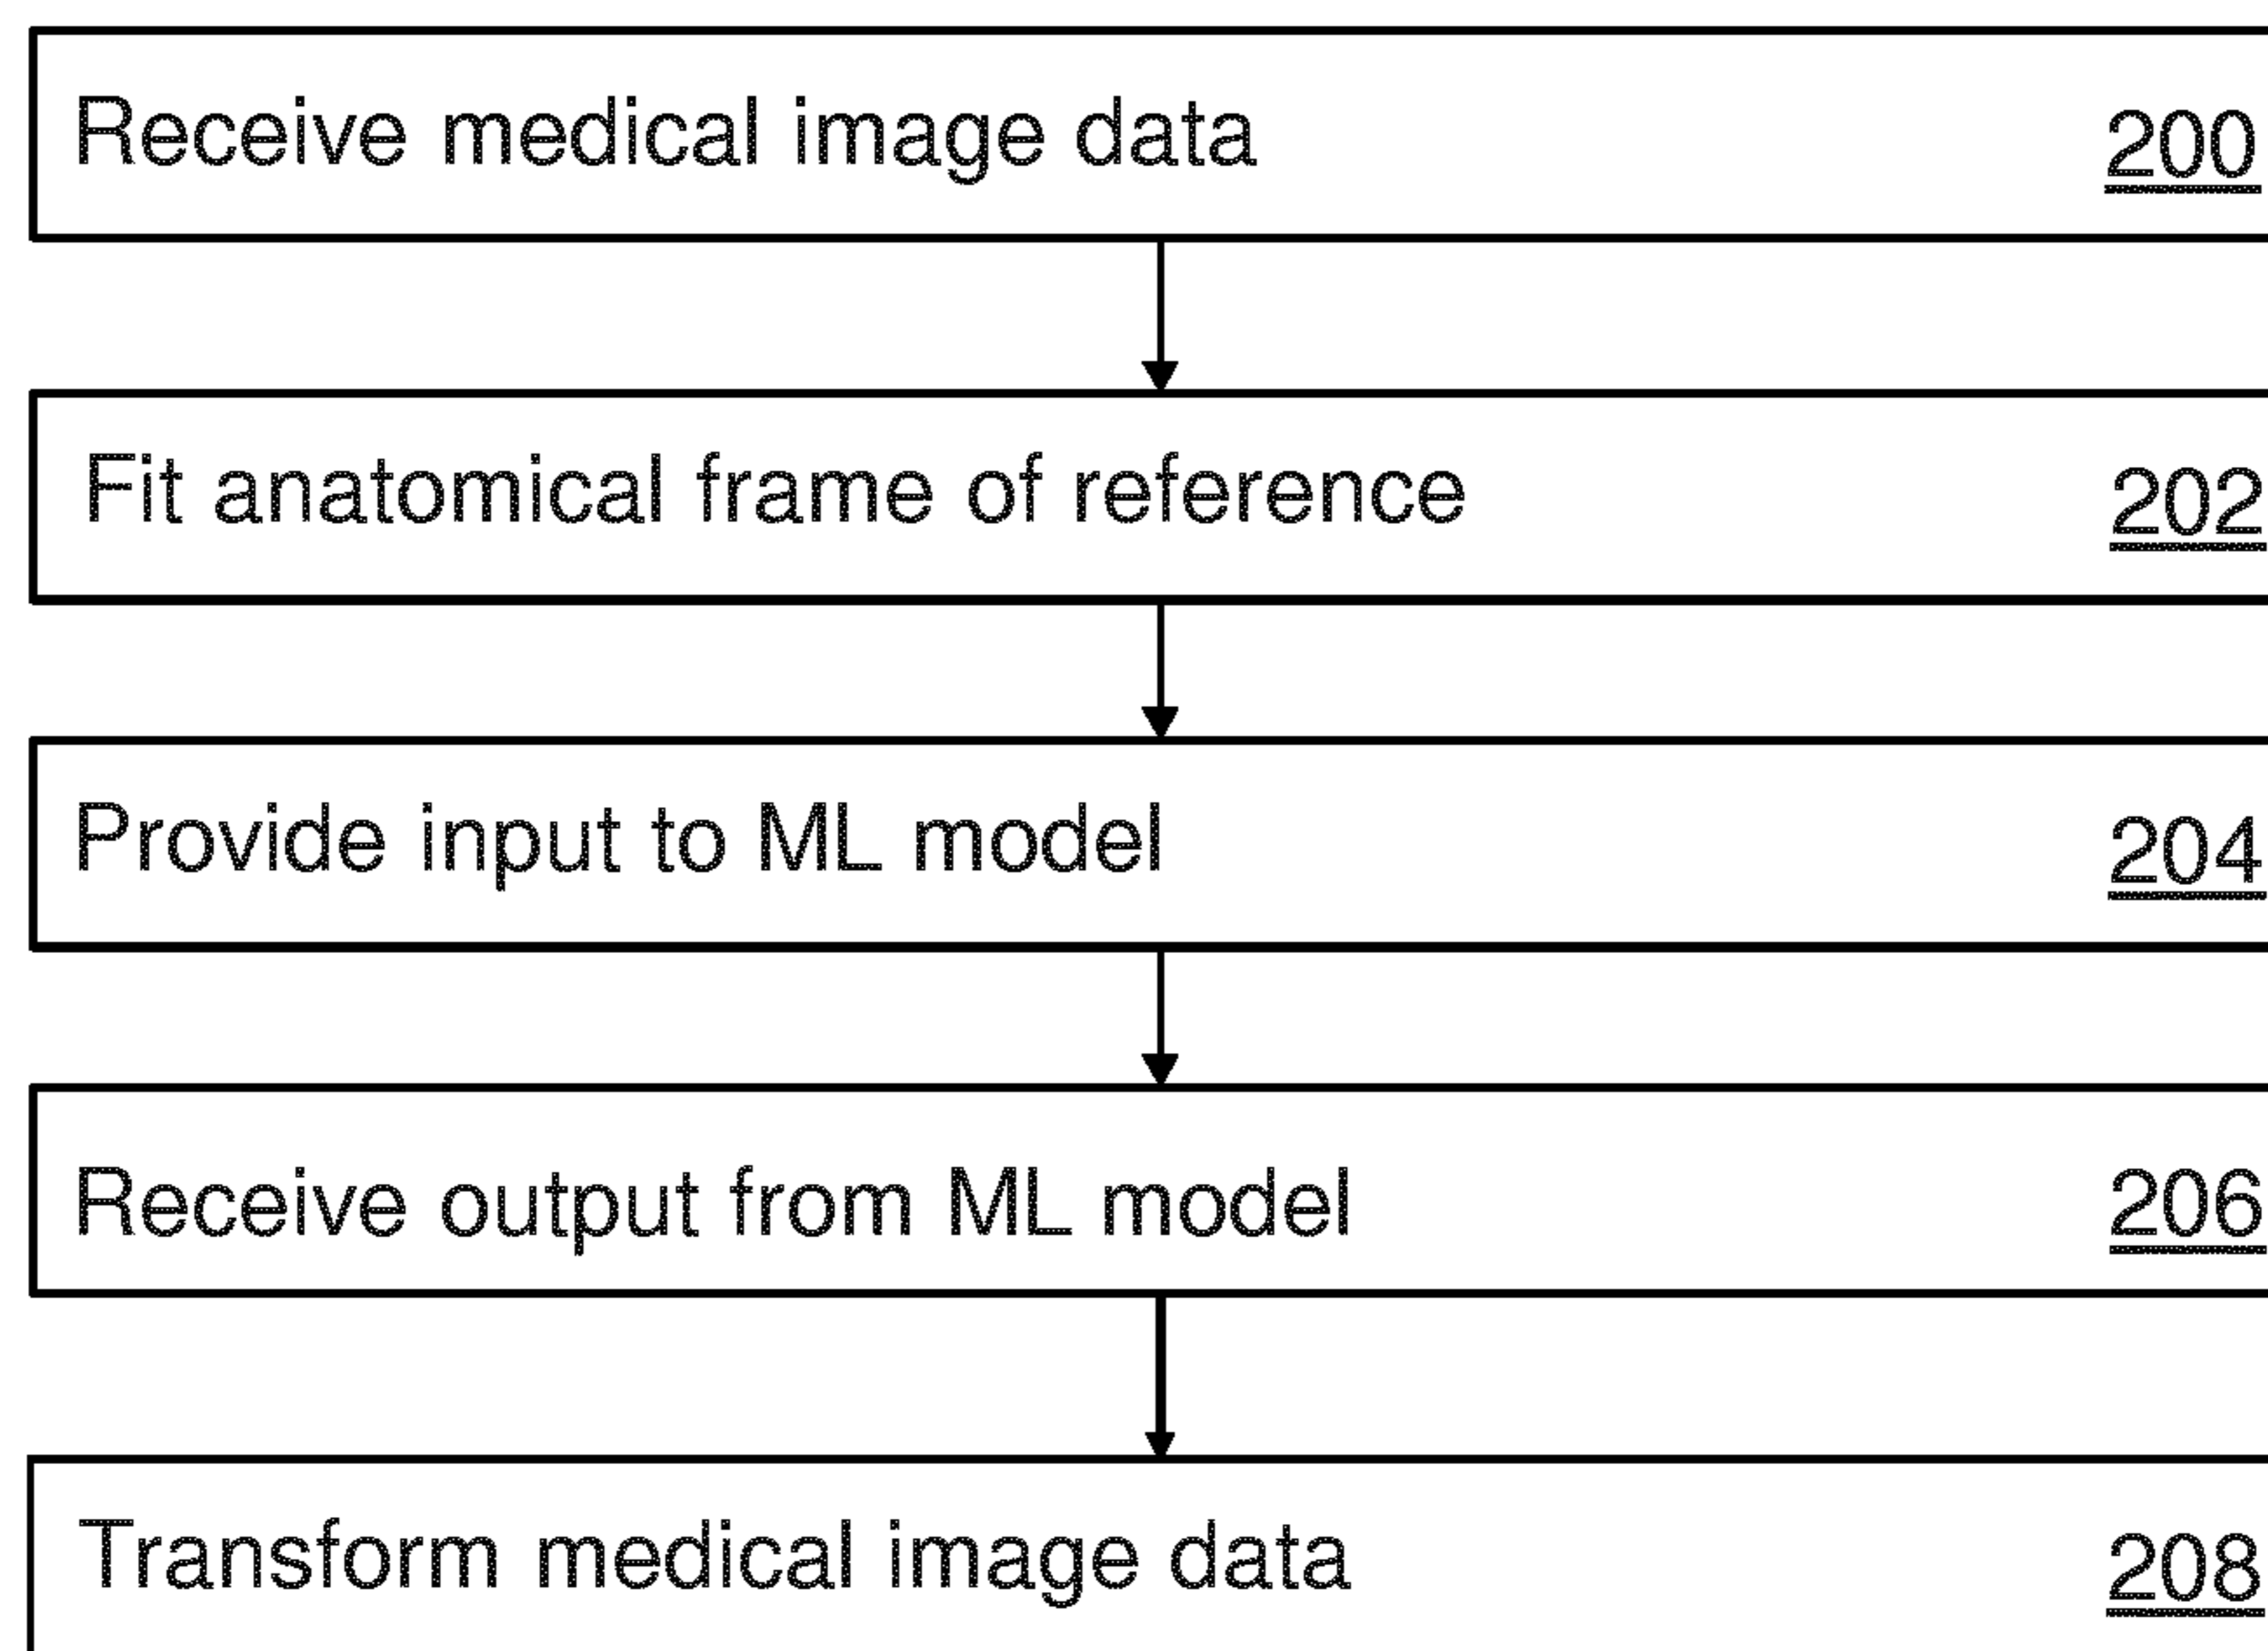 Receive medical image data 200
Fit anatomical frame of reference 202
Provide input to ML model 204
Receive output from ML model 206
Transform medical image data 208